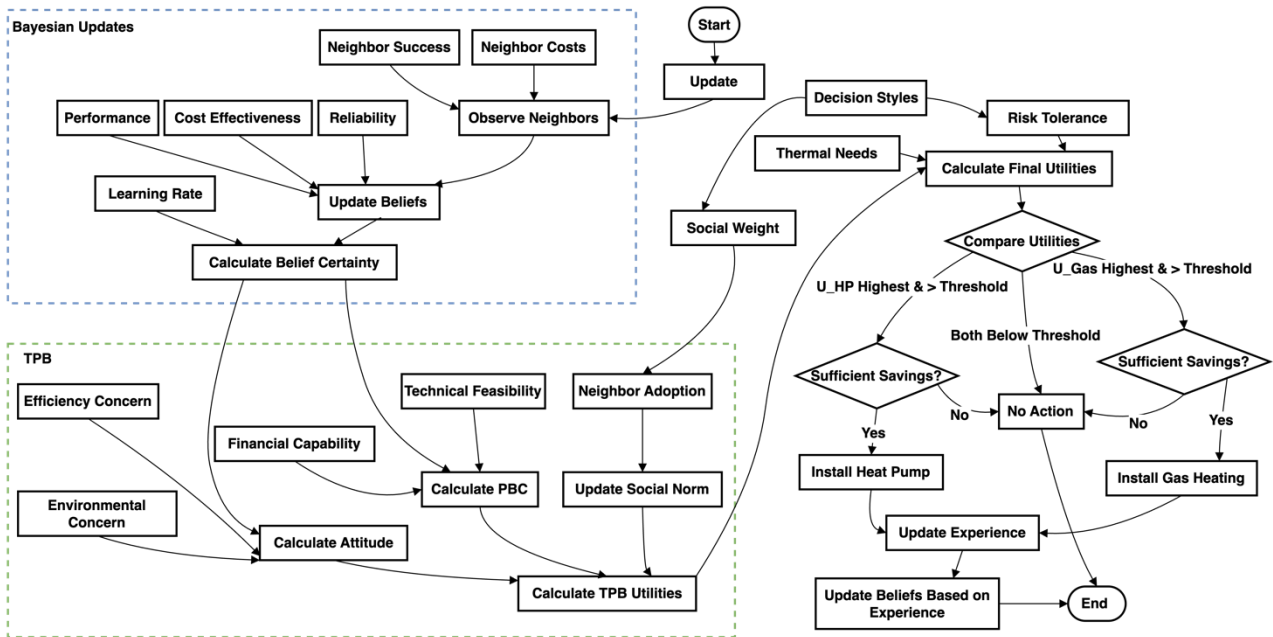 Bayesian Updates
Start
Neighbor Success
Neighbor Costs
Update
Decision Styles
Performance
Cost Effectiveness
Reliability
Observe Neighbors
Risk Tolerance
Thermal Needs
Calculate Final Utilities
Learning Rate
Update Beliefs
Social Weight
Calculate Belief Certainty
Compare Utilities
U_HP Highest & > Threshold
U_Gas Highest & > Threshold
Both Below Threshold
TPB
Efficiency Concern
Technical Feasibility
Neighbor Adoption
Sufficient Savings?
Sufficient Savings?
No
No Action
No
Financial Capability
Yes
Yes
Calculate PBC
Update Social Norm
Install Heat Pump
Install Gas Heating
Environmental
Concern
Calculate Attitude
Update Experience
Calculate TPB Utilities
Update Beliefs Based on
Experience
End